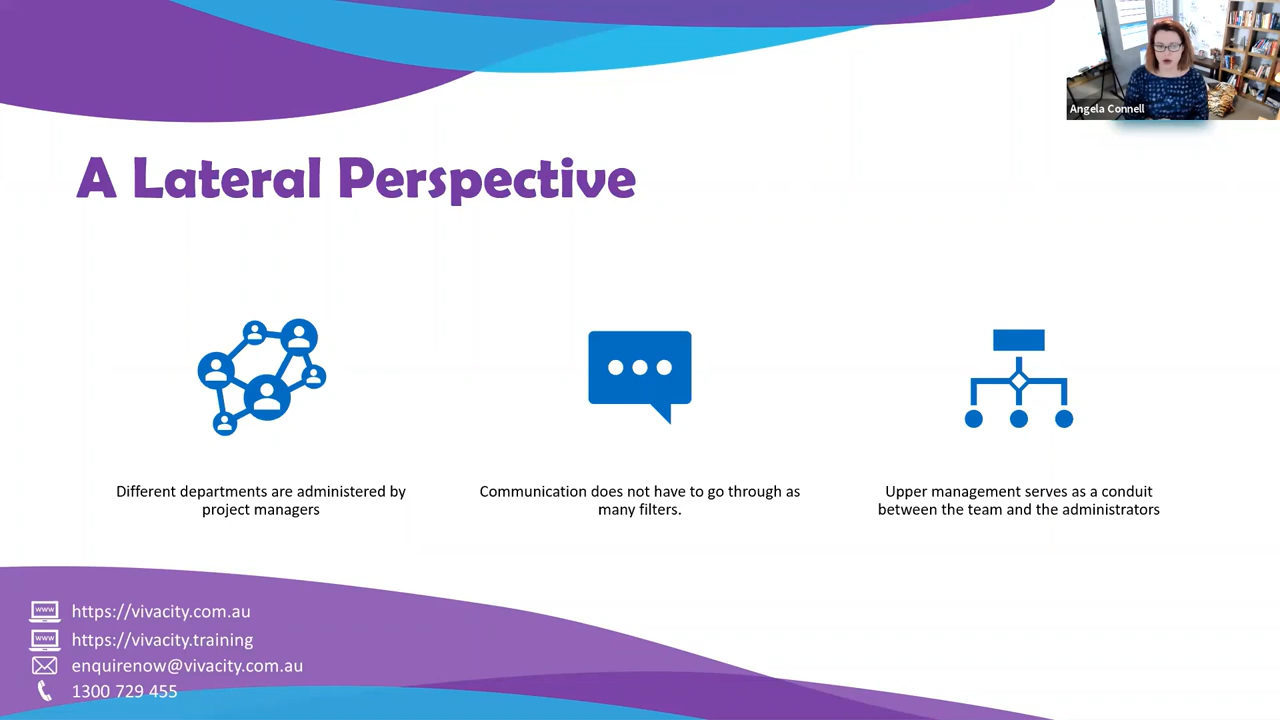 Angela Connell
A Lateral Perspective
Different departments are administered by
project managers
Communication does not have to go through as
many filters.
Upper management serves as a conduit
between the team and the administrators
www https://vivacity.com.au
www https://vivacity.training
enquirenow@vivacity.com.au
1300 729 455